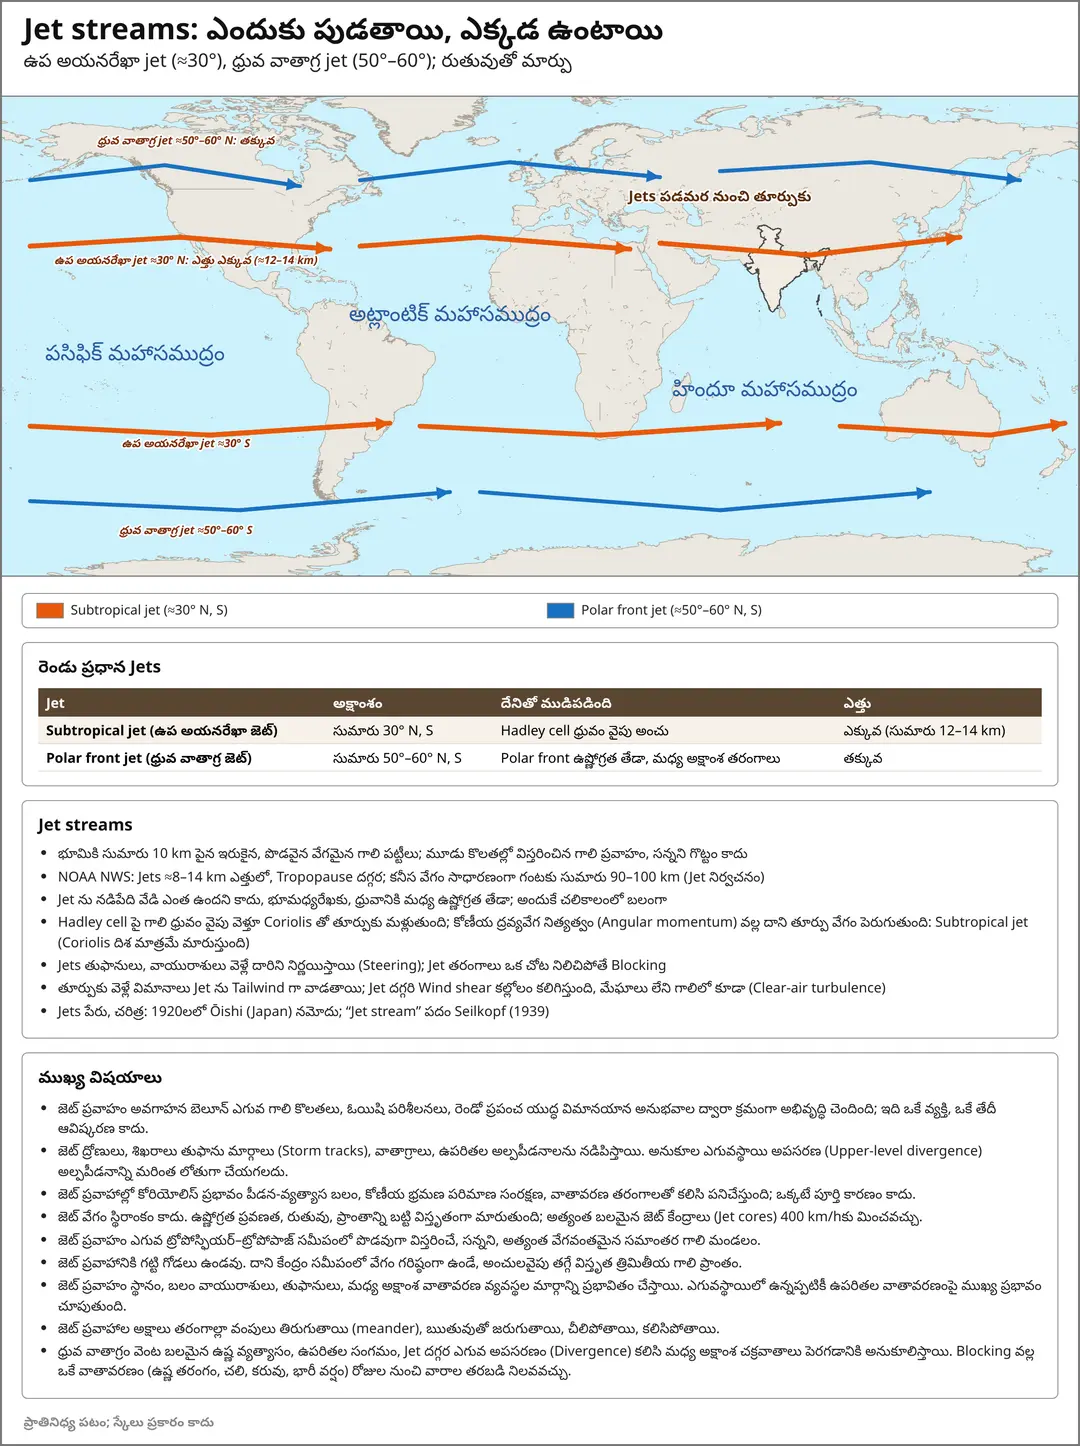 Jet streams: ఎందుకు పుడతాయి, ఎక్కడ ఉంటాయి
ఉప అయనరేఖా jet (≈30°), ధ్రువ వాతాగ్ర jet (50°–60°); రుతువుతో మార్పు
ధ్రువ వాతాగ్ర jet ≈50°–60° N: తక్కువ
Jets పడమర నుంచి తూర్పుకు
ఉప అయనరేఖా jet ≈30° N: ఎత్తు ఎక్కువ (≈12–14 km)
అట్లాంటిక్ మహాసముద్రం
పసిఫిక్ మహాసముద్రం
హిందూ మహాసముద్రం
ఉప అయనరేఖా jet ≈30° S
ధ్రువ వాతాగ్ర jet ≈50°–60° S
Subtropical jet (≈30° N, S) Polar front jet (≈50°–60° N, S)
రెండు ప్రధాన Jets
Jet అక్షాంశం దేనితో ముడిపడింది ఎత్తు
Subtropical jet (ఉప అయనరేఖా జెట్) సుమారు 30° N, S Hadley cell ధ్రువం వైపు అంచు ఎక్కువ (సుమారు 12–14 km)
Polar front jet (ధ్రువ వాతాగ్ర జెట్) సుమారు 50°–60° N, S Polar front ఉష్ణోగ్రత తేడా, మధ్య అక్షాంశ తరంగాలు తక్కువ
Jet streams
• భూమికి సుమారు 10 km పైన ఇరుకైన, పొడవైన వేగమైన గాలి పట్టీలు; మూడు కొలతల్లో విస్తరించిన గాలి ప్రవాహం, సన్నని గొట్టం కాదు
• NOAA NWS: Jets ≈8–14 km ఎత్తులో, Tropopause దగ్గర; కనీస వేగం సాధారణంగా గంటకు సుమారు 90–100 km (Jet నిర్వచనం)
• Jet ను నడిపేది వేడి ఎంత ఉందని కాదు, భూమధ్యరేఖకు, ధ్రువానికి మధ్య ఉష్ణోగ్రత తేడా; అందుకే చలికాలంలో బలంగా
• Hadley cell పై గాలి ధ్రువం వైపు వెళ్తూ Coriolis తో తూర్పుకు మళ్లుతుంది; కోణీయ ద్రవ్యవేగ నిత్యత్వం (Angular momentum) వల్ల దాని తూర్పు వేగం పెరుగుతుంది: Subtropical jet
(Coriolis దిశ మాత్రమే మారుస్తుంది)
• Jets తుఫానులు, వాయురాశులు వెళ్లే దారిని నిర్ణయిస్తాయి (Steering); Jet తరంగాలు ఒక చోట నిలిచిపోతే Blocking
• తూర్పుకు వెళ్లే విమానాలు Jet ను Tailwind గా వాడతాయి; Jet దగ్గరి Wind shear కల్లోలం కలిగిస్తుంది, మేఘాలు లేని గాలిలో కూడా (Clear-air turbulence)
• Jets పేరు, చరిత్ర: 1920లలో Ōishi (Japan) నమోదు; “Jet stream” పదం Seilkopf (1939)
ముఖ్య విషయాలు
• జెట్ ప్రవాహం అవగాహన బెలూన్ ఎగువ గాలి కొలతలు, ఓయిషి పరిశీలనలు, రెండో ప్రపంచ యుద్ధ విమానయాన అనుభవాల ద్వారా క్రమంగా అభివృద్ధి చెందింది; ఇది ఒకే వ్యక్తి, ఒకే తేదీ
ఆవిష్కరణ కాదు.
• జెట్ ద్రోణులు, శిఖరాలు తుఫాను మార్గాలు (Storm tracks), వాతాగ్రాలు, ఉపరితల అల్పపీడనాలను నడిపిస్తాయి. అనుకూల ఎగువస్థాయి అపసరణ (Upper-level divergence)
అల్పపీడనాన్ని మరింత లోతుగా చేయగలదు.
• జెట్ ప్రవాహాల్లో కోరియోలిస్ ప్రభావం పీడన-వ్యత్యాస బలం, కోణీయ భ్రమణ పరిమాణ సంరక్షణ, వాతావరణ తరంగాలతో కలిసి పనిచేస్తుంది; ఒక్కటే పూర్తి కారణం కాదు.
• జెట్ వేగం స్థిరాంకం కాదు. ఉష్ణోగ్రత ప్రవణత, రుతువు, ప్రాంతాన్ని బట్టి విస్తృతంగా మారుతుంది; అత్యంత బలమైన జెట్ కేంద్రాలు (Jet cores) 400 km/hకు మించవచ్చు.
• జెట్ ప్రవాహం ఎగువ ట్రోపోస్ఫియర్–ట్రోపోపాజ్ సమీపంలో పొడవుగా విస్తరించే, సన్నని, అత్యంత వేగవంతమైన సమాంతర గాలి మండలం.
• జెట్ ప్రవాహానికి గట్టి గోడలు ఉండవు. దాని కేంద్రం సమీపంలో వేగం గరిష్ఠంగా ఉండే, అంచులవైపు తగ్గే విస్తృత త్రిమితీయ గాలి ప్రాంతం.
• జెట్ ప్రవాహం స్థానం, బలం వాయురాశులు, తుఫానులు, మధ్య అక్షాంశ వాతావరణ వ్యవస్థల మార్గాన్ని ప్రభావితం చేస్తాయి. ఎగువస్థాయిలో ఉన్నప్పటికీ ఉపరితల వాతావరణంపై ముఖ్య ప్రభావం
చూపుతుంది.
• జెట్ ప్రవాహాల అక్షాలు తరంగాల్లా వంపులు తిరుగుతాయి (meander), ఋతువుతో జరుగుతాయి, చీలిపోతాయి, కలిసిపోతాయి.
• ధ్రువ వాతాగ్రం వెంట బలమైన ఉష్ణ వ్యత్యాసం, ఉపరితల సంగమం, Jet దగ్గర ఎగువ అపసరణం (Divergence) కలిసి మధ్య అక్షాంశ చక్రవాతాలు పెరగడానికి అనుకూలిస్తాయి. Blocking వల్ల
ఒకే వాతావరణం (ఉష్ణ తరంగం, చలి, కరువు, భారీ వర్షం) రోజుల నుంచి వారాల తరబడి నిలవవచ్చు.
ప్రాతినిధ్య పటం; స్కేలు ప్రకారం కాదు